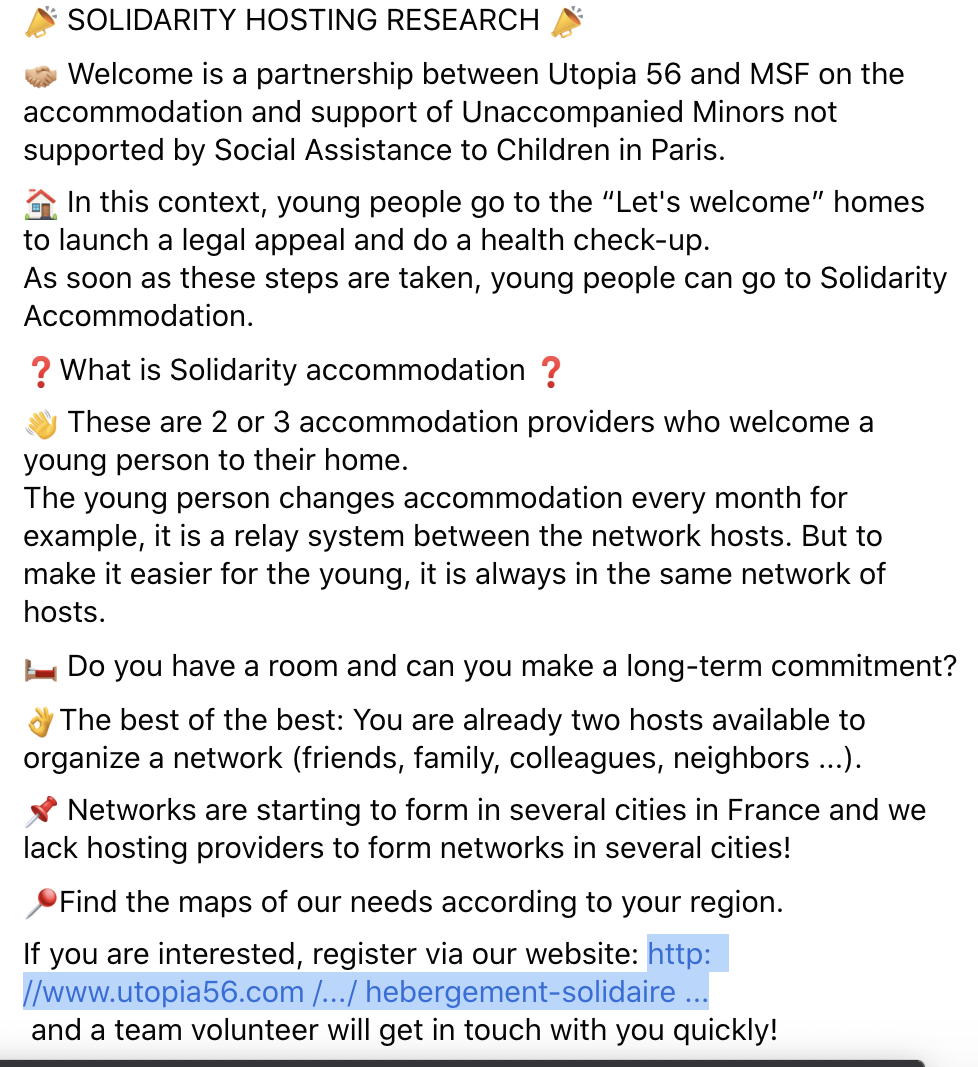 📣 SOLIDARITY HOSTING RESEARCH 📣
🤝🏼 Welcome is a partnership between Utopia 56 and MSF on the
accommodation and support of Unaccompanied Minors not
supported by Social Assistance to Children in Paris.
🏠 In this context, young people go to the “Let's welcome” homes
to launch a legal appeal and do a health check-up.
As soon as these steps are taken, young people can go to Solidarity
Accommodation.
❓What is Solidarity accommodation ❓
👋 These are 2 or 3 accommodation providers who welcome a
young person to their home.
The young person changes accommodation every month for
example, it is a relay system between the network hosts. But to
make it easier for the young, it is always in the same network of
hosts.
🛏 Do you have a room and can you make a long-term commitment?
👌The best of the best: You are already two hosts available to
organize a network (friends, family, colleagues, neighbors ...).
📌 Networks are starting to form in several cities in France and we
lack hosting providers to form networks in several cities!
📍Find the maps of our needs according to your region.
If you are interested, register via our website: http:
//www.utopia56.com /.../ hebergement-solidaire ...
and a team volunteer will get in touch with you quickly!